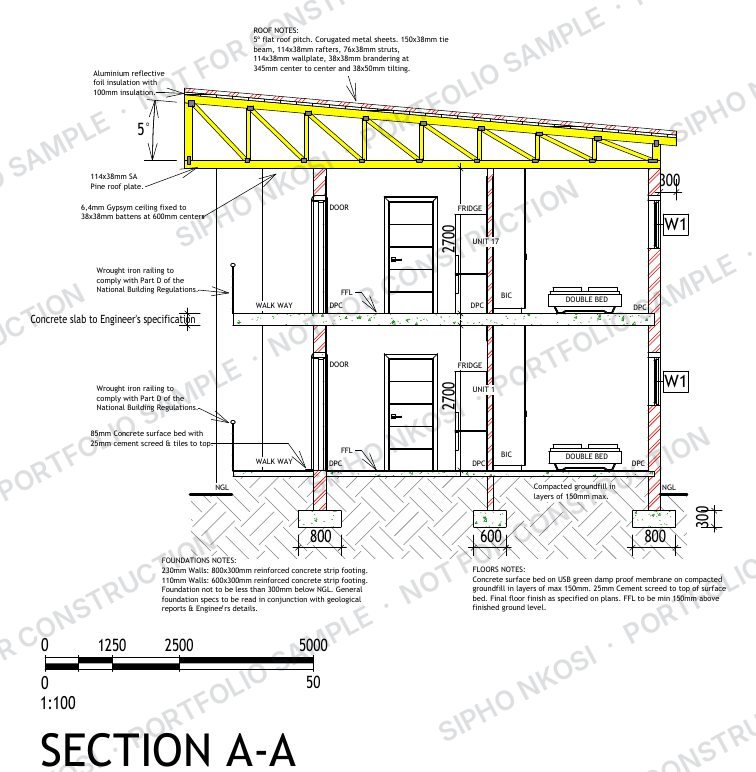 ROOF NOTES:
5° flat roof pitch. Corugated metal sheets. 150x38mm tie
beam, 114x38mm rafters, 76x38mm struts,
114x38mm wallplate, 38x38mm brandering at
345mm center to center and 38x50mm tilting.
Aluminium reflective
foil insulation with
100mm insulation.
5°
114x38mm SA
Pine roof plate.
300
6,4mm Gypsym ceiling fixed to
38x38mm battens at 600mm centers
DOOR
FRIDGE
W1
2700
UNIT 17
Wrought iron railing to
comply with Part D of the
National Building Regulations.
FFL
BIC
DOUBLE BED
WALK WAY
DPC
DPC
DPC
Concrete slab to Engineer's specification
DOOR
FRIDGE
W1
2700
UNIT 1
Wrought iron railing to
comply with Part D of the
National Building Regulations.
85mm Concrete surface bed with
25mm cement screed & tiles to top.
FFL
BIC
DOUBLE BED
WALK WAY
DPC
DPC
DPC
NGL
Compacted groundfill in
layers of 150mm max.
NGL
300
800
600
800
FOUNDATIONS NOTES:
230mm Walls: 800x300mm reinforced concrete strip footing.
110mm Walls: 600x300mm reinforced concrete strip footing.
Foundation not to be less than 300mm below NGL. General
foundation specs to be read in conjunction with geological
reports & Engineer's details.
FLOORS NOTES:
Concrete surface bed on USB green damp proof membrane on compacted
groundfill in layers of max 150mm. 25mm Cement screed to top of surface
bed. Final floor finish as specified on plans. FFL to be min 150mm above
finished ground level.
0 1250 2500 5000
0 50
1:100
SECTION A-A
SIPHO NKOSI · PORTFOLIO SAMPLE · NOT FOR CONSTRUCTION